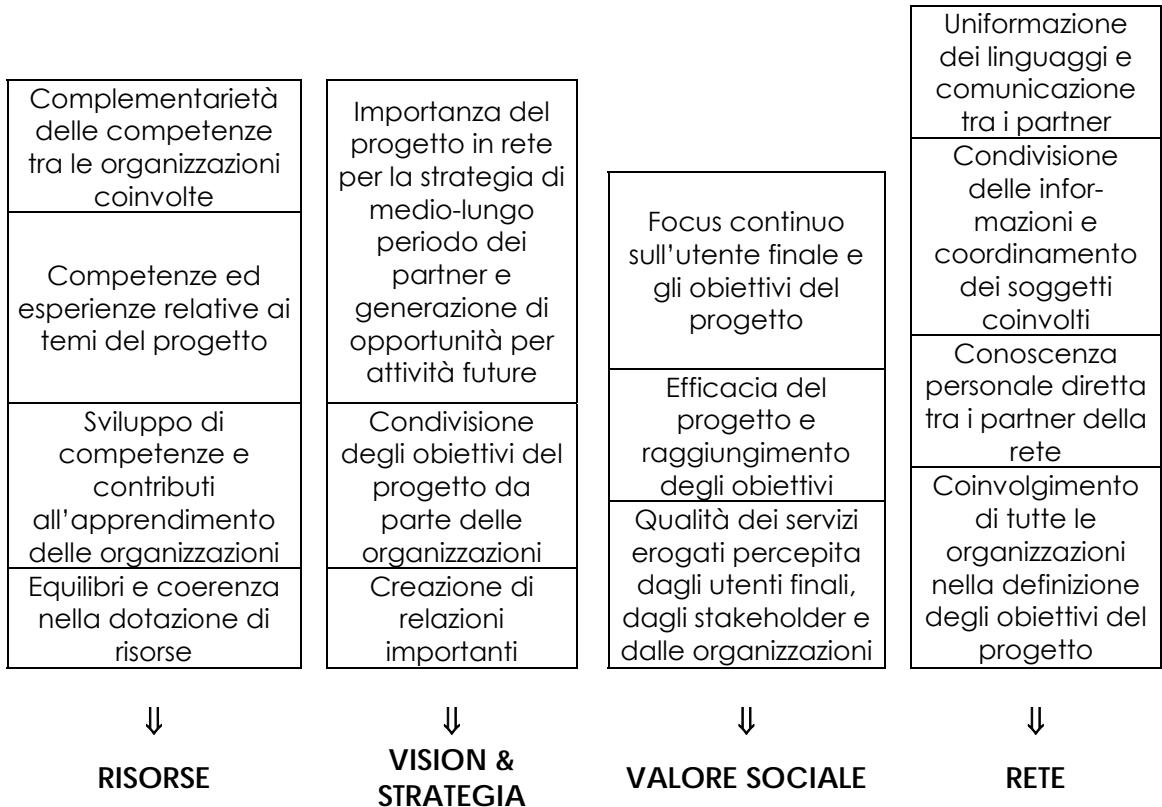 Complementarietà
delle competenze
tra le organizzazioni
coinvolte
Competenze ed
esperienze relative ai
temi del progetto
Sviluppo di
competenze e
contributi
all’apprendimento
delle organizzazioni
Equilibri e coerenza
nella dotazione di
risorse
⇓
RISORSE
Importanza del
progetto in rete
per la strategia di
medio-lungo
periodo dei
partner e
generazione di
opportunità per
attività future
Condivisione
degli obiettivi del
progetto da
parte delle
organizzazioni
Creazione di
relazioni
importanti
⇓
VISION &
STRATEGIA
Focus continuo
sull’utente finale e
gli obiettivi del
progetto
Efficacia del
progetto e
raggiungimento
degli obiettivi
Qualità dei servizi
erogati percepita
dagli utenti finali,
dagli stakeholder e
dalle organizzazioni
⇓
VALORE SOCIALE
Uniformazione
dei linguaggi e
comunicazione
tra i partner
Condivisione
delle infor-
mazioni e
coordinamento
dei soggetti
coinvolti
Conoscenza
personale diretta
tra i partner della
rete
Coinvolgimento
di tutte le
organizzazioni
nella definizione
degli obiettivi del
progetto
⇓
RETE